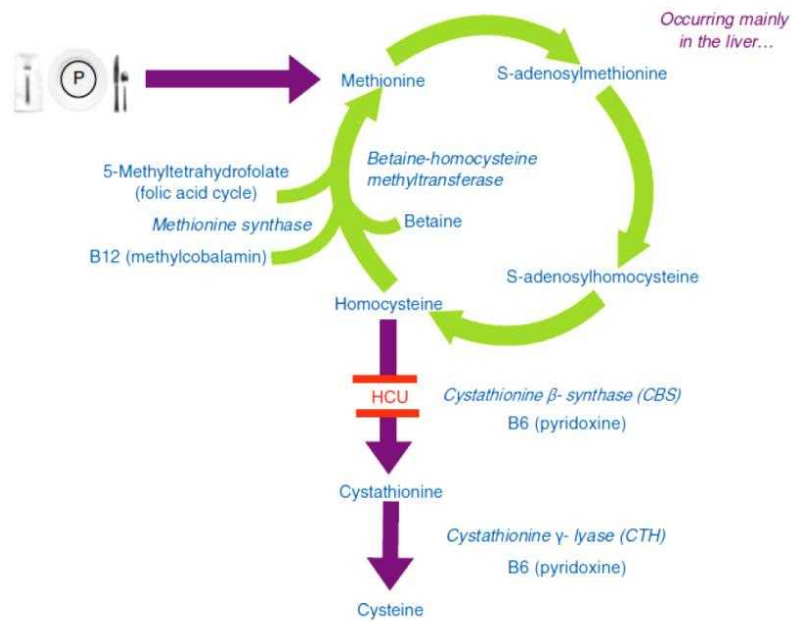 Occurring mainly
in the liver…
P
Methionine
S-adenosylmethionine
5-Methyltetrahydrofolate
(folic acid cycle)
Betaine-homocysteine
methyltransferase
Methionine synthase
Betaine
B12 (methylcobalamin)
S-adenosylhomocysteine
Homocysteine
HCU
Cystathionine β- synthase (CBS)
B6 (pyridoxine)
Cystathionine
Cystathionine γ- lyase (CTH)
B6 (pyridoxine)
Cysteine